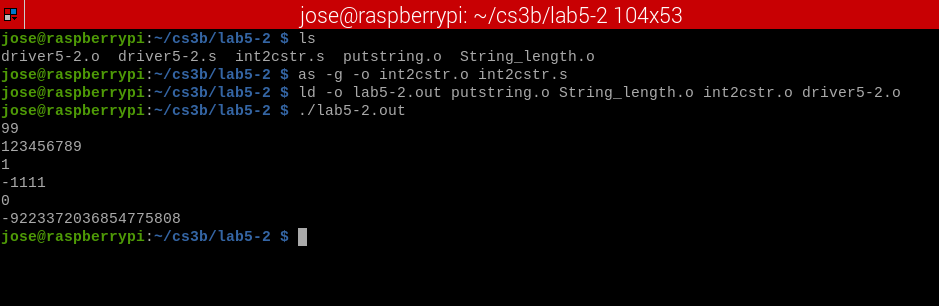 jose@raspberrypi: ~/cs3b/lab5-2 104x53
jose@raspberrypi:~/cs3b/lab5-2 $ ls
driver5-2.o  driver5-2.s  int2cstr.s  putstring.o  String_length.o
jose@raspberrypi:~/cs3b/lab5-2 $ as -g -o int2cstr.o int2cstr.s
jose@raspberrypi:~/cs3b/lab5-2 $ ld -o lab5-2.out putstring.o String_length.o int2cstr.o driver5-2.o
jose@raspberrypi:~/cs3b/lab5-2 $ ./lab5-2.out
99
123456789
1
-1111
0
-9223372036854775808
jose@raspberrypi:~/cs3b/lab5-2 $